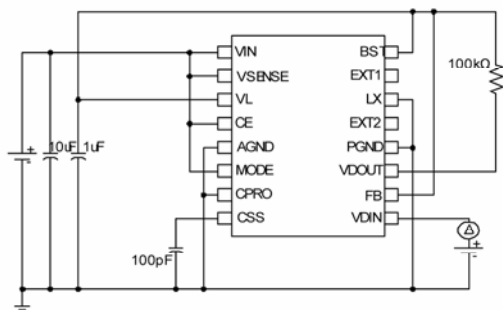 VIN BST
VSENSE EXT1 100kΩ
VL LX
CE EXT2
10uF 1uF AGND PGND
+ -
MODE VDOUT
CPRO FB
CSS VDIN
Δ
100pF + -